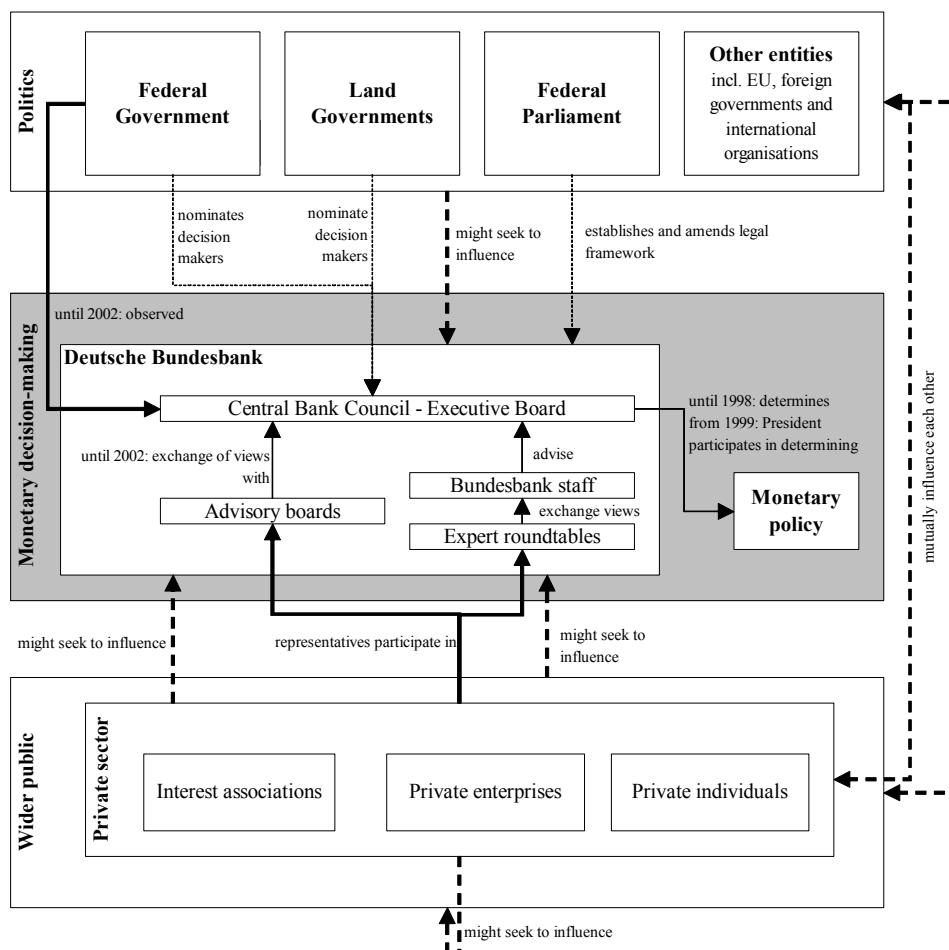 Politics
Federal
Government
Land
Governments
Federal
Parliament
Other entities
incl. EU, foreign
governments and
international
organisations
nominates
decision
makers
nominate
decision
makers
might seek to
influence
establishes and amends legal
framework
until 2002: observed
Monetary decision-making
Deutsche Bundesbank
Central Bank Council - Executive Board
until 1998: determines
from 1999: President
participates in determining
until 2002: exchange of views
with
advise
Bundesbank staff
Advisory boards
exchange views
Expert roundtables
Monetary
policy
mutually influence each other
might seek to influence
representatives participate in
might seek to
influence
Wider public
Private sector
Interest associations
Private enterprises
Private individuals
might seek to influence